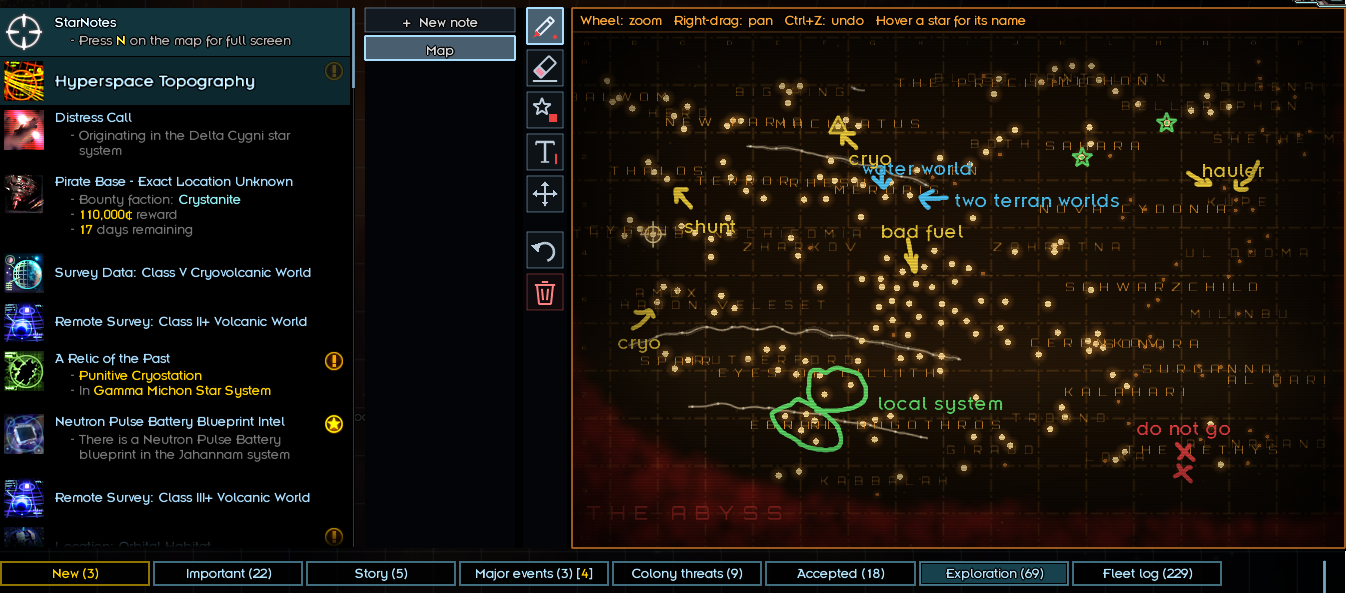 StarNotes
- Press N on the map for full screen
Hyperspace Topography
Distress Call
- Originating in the Delta Cygni star
system
Pirate Base - Exact Location Unknown
- Bounty faction: Crystanite
- 110,000¢ reward
- 17 days remaining
Survey Data: Class V Cryovolcanic World
Remote Survey: Class II+ Volcanic World
A Relic of the Past
- Punitive Cryostation
- In Gamma Michon Star System
Neutron Pulse Battery Blueprint Intel
- There is a Neutron Pulse Battery
blueprint in the Jahannam system
Remote Survey: Class III+ Volcanic World
Location: Orbital Habitat
+ New note
Map
T
Wheel: zoom Right-drag: pan Ctrl+Z: undo Hover a star for its name
cryo
water world
two terran worlds
hauler
shunt
bad fuel
ZHARKOV
SCHWARZCHILD
MILINBU
cryo
KALAHARI
local system
do not go
KABBALAH
THE ABYSS
New (3)
Important (22)
Story (5)
Major events (3) [4]
Colony threats (9)
Accepted (18)
Exploration (69)
Fleet log (229)